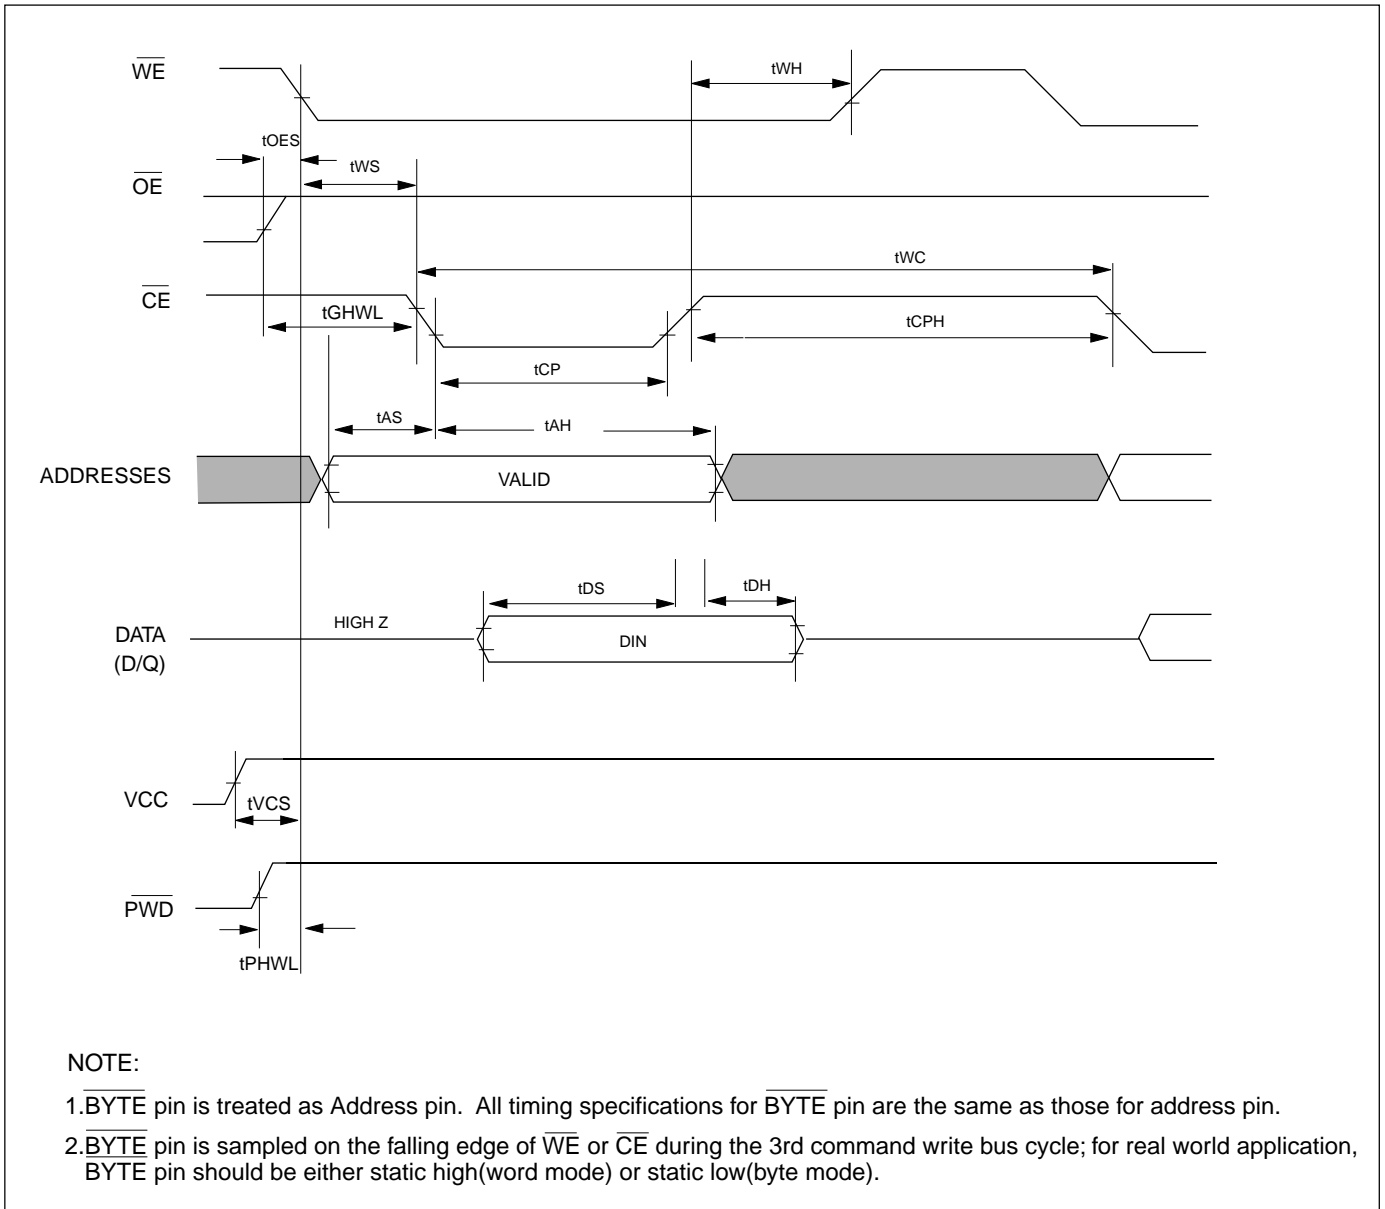 WE
tWH
tOES
tWS
OE
tWC
CE
tGHWL
tCPH
tCP
tAS
tAH
ADDRESSES
VALID
tDS
tDH
HIGH Z
DATA
(D/Q)
DIN
VCC
tVCS
PWD
tPHWL
NOTE:
1.BYTE pin is treated as Address pin. All timing specifications for BYTE pin are the same as those for address pin.
2.BYTE pin is sampled on the falling edge of WE or CE during the 3rd command write bus cycle; for real world application,
BYTE pin should be either static high(word mode) or static low(byte mode).